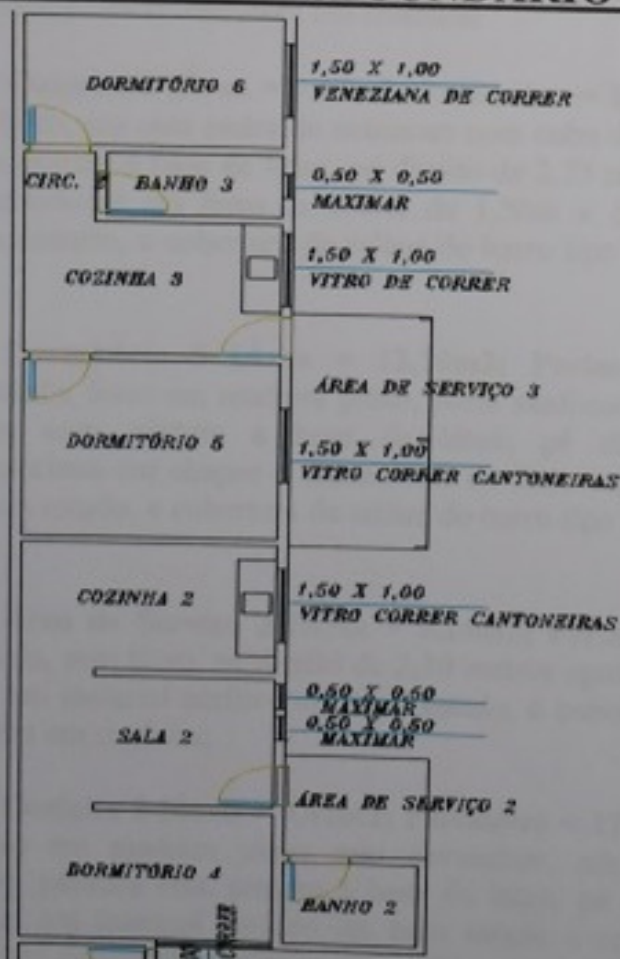 DORMITÓRIO 6
1,50 X 1,00
VENEZIANA DE CORRER
CIRC.
BANHO 3
0,50 X 0,50
MAXIMAR
COZINHA 3
1,50 X 1,00
VITRO DE CORRER
ÁREA DE SERVIÇO 3
DORMITÓRIO 5
1,50 X 1,00
VITRO CORRER CANTONEIRAS
COZINHA 2
1,50 X 1,00
VITRO CORRER CANTONEIRAS
0,50 X 0,50
MAXIMAR
0,50 X 0,50
MAXIMAR
SALA 2
ÁREA DE SERVIÇO 2
DORMITÓRIO 4
BANHO 2